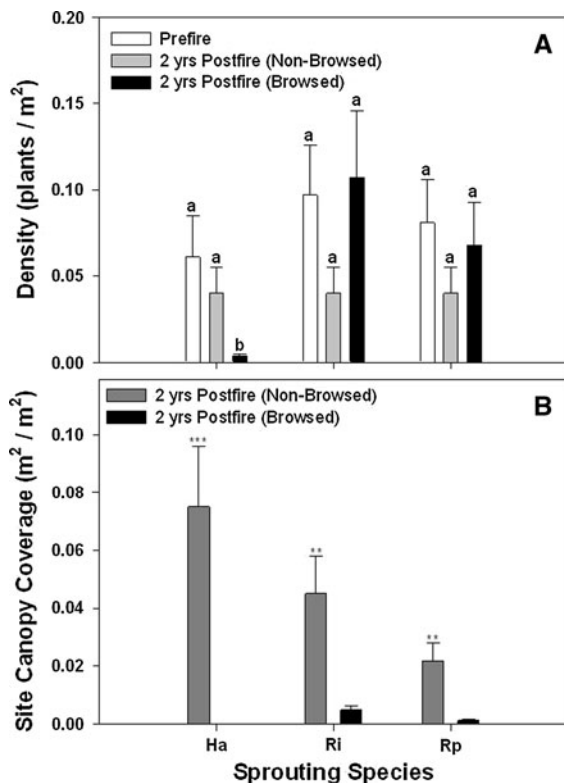 A
Prefire
2 yrs Postfire (Non-Browsed)
2 yrs Postfire (Browsed)
Density (plants / m²)
0.20
0.15
0.10
0.05
0.00
a
a
b
a
a
a
a
a
a
B
2 yrs Postfire (Non-Browsed)
2 yrs Postfire (Browsed)
Site Canopy Coverage (m² / m²)
0.10
0.08
0.06
0.04
0.02
0.00
***
**
**
Ha Ri Rp
Sprouting Species